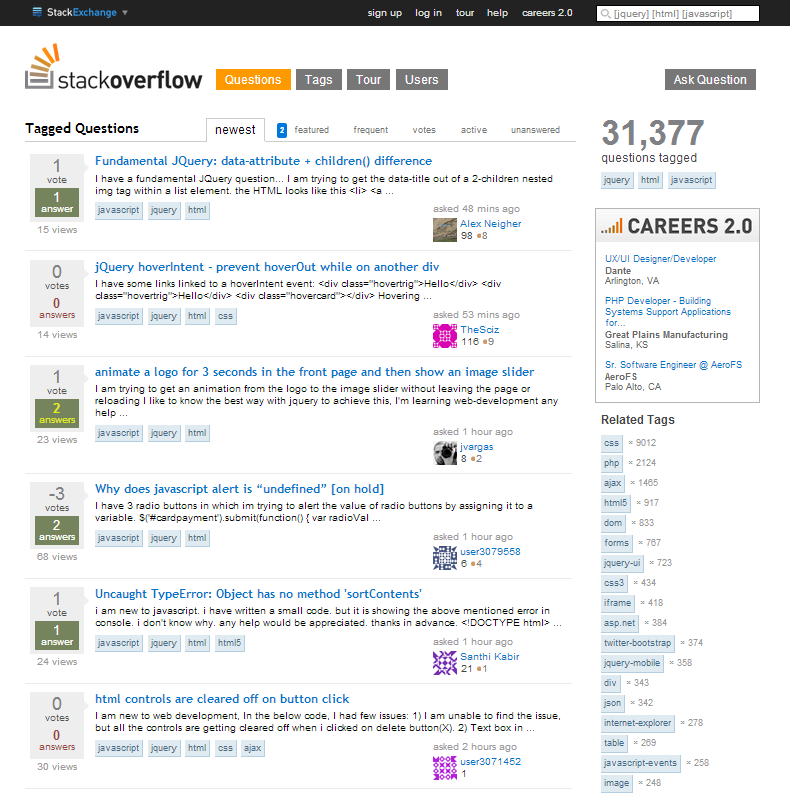 StackExchange ▼
sign up log in tour help careers 2.0
[jquery] [html] [javascript]
stackoverflow
Questions Tags Tour Users
Ask Question
Tagged Questions
newest 2 featured frequent votes active unanswered
1
vote
1
answer
15 views
Fundamental JQuery: data-attribute + children() difference
I have a fundamental JQuery question... I am trying to get the data-title out of a 2-children nested
img tag within a list element. the HTML looks like this <li> <a ...
javascript jquery html
asked 48 mins ago
Alex Neigher
98 ●8
0
votes
0
answers
14 views
jQuery hoverIntent - prevent hoverOut while on another div
I have some links linked to a hoverIntent event: <div class="hovertrig">Hello</div> <div
class="hovertrig">Hello</div> <div class="hovercard"></div> Hovering ...
javascript jquery html css
asked 53 mins ago
TheSciz
116 ●9
1
vote
2
answers
23 views
animate a logo for 3 seconds in the front page and then show an image slider
I am trying to get an animation from the logo to the image slider without leaving the page or
reloading I like to know the best way with jquery to achieve this, I'm learning web-development any
help ...
javascript jquery html
asked 1 hour ago
jvargas
8 ●2
-3
votes
2
answers
68 views
Why does javascript alert is “undefined” [on hold]
I have 3 radio buttons in which im trying to alert the value of radio buttons by assigning it to a
variable. $('#cardpayment').submit(function() { var radioVal ...
javascript jquery html
asked 1 hour ago
user3079558
6 ●4
1
vote
1
answer
24 views
Uncaught TypeError: Object has no method 'sortContents'
i am new to javascript. i have written a small code. but it is showing the above mentioned error in
console. i don't know why. any help would be appreciated. thanks in advance. <!DOCTYPE html> ...
javascript jquery html html5
asked 1 hour ago
Santhi Kabir
21 ●1
0
votes
0
answers
30 views
html controls are cleared off on button click
I am new to web development, In the below code, I had few issues: 1) I am unable to find the issue,
but all the controls are getting cleared off when i clicked on delete button(X). 2) Text box in ...
javascript jquery html css ajax
asked 2 hours ago
user3071452
1
31,377
questions tagged
jquery html javascript
CAREERS 2.0
UX/UI Designer/Developer
Dante
Arlington, VA
PHP Developer - Building
Systems Support Applications
for...
Great Plains Manufacturing
Salina, KS
Sr. Software Engineer @ AeroFS
AeroFS
Palo Alto, CA
Related Tags
css × 9012
php × 2124
ajax × 1465
html5 × 917
dom × 833
forms × 767
jquery-ui × 723
css3 × 434
iframe × 418
asp.net × 384
twitter-bootstrap × 374
jquery-mobile × 358
div × 343
json × 342
internet-explorer × 278
table × 269
javascript-events × 258
image × 248